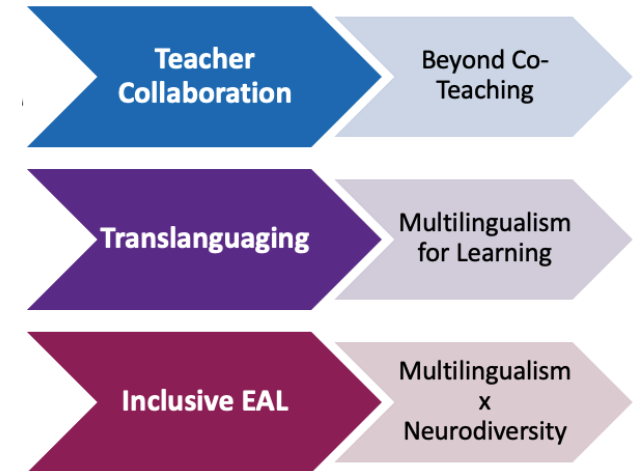 Teacher
Collaboration
Beyond Co-
Teaching
Translanguaging
Multilingualism
for Learning
Inclusive EAL
Multilingualism
x
Neurodiversity